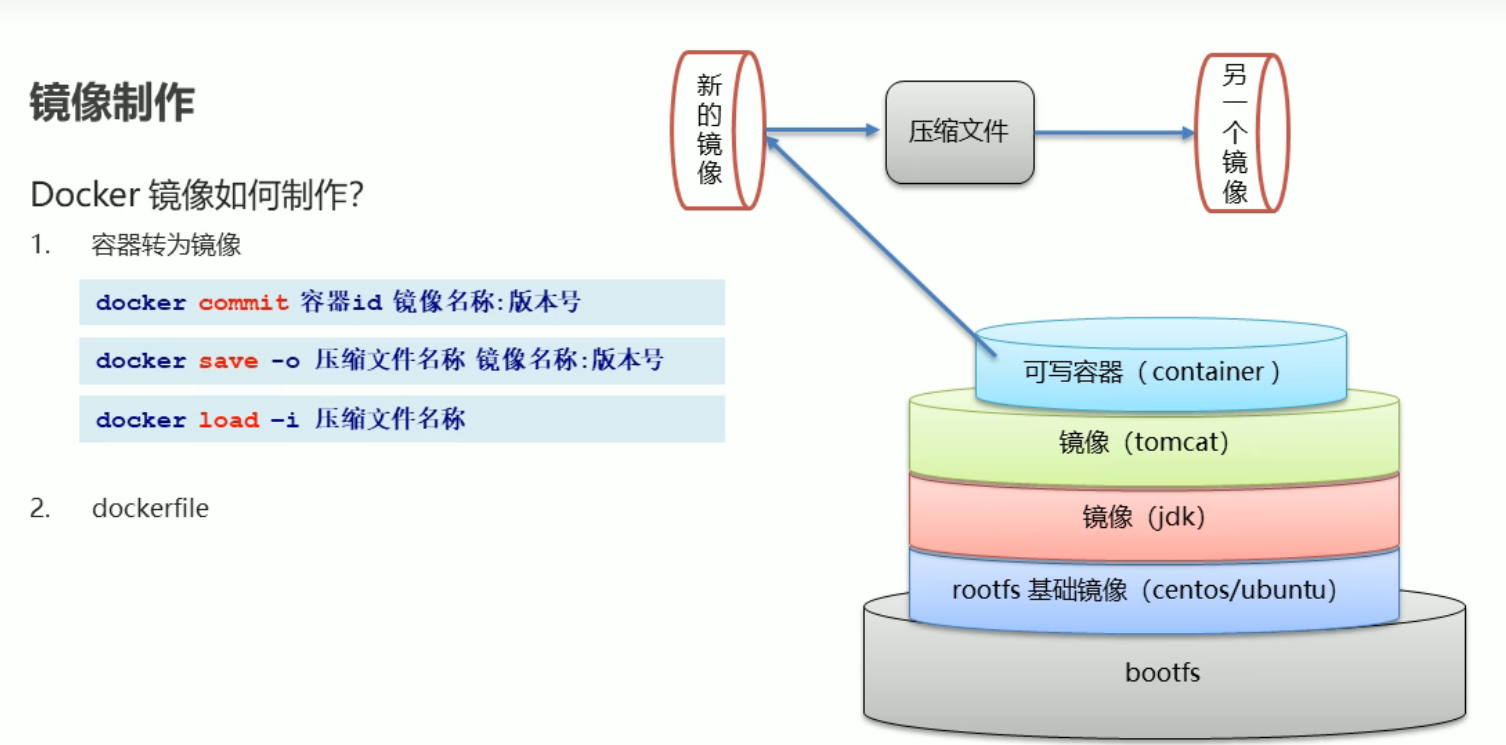 镜像制作
Docker 镜像如何制作?
1. 容器转为镜像
docker commit 容器id 镜像名称:版本号
docker save -o 压缩文件名称 镜像名称:版本号
docker load –i 压缩文件名称
2. dockerfile
新的镜像
压缩文件
另一个镜像
可写容器（container ）
镜像（tomcat）
镜像（jdk）
rootfs 基础镜像（centos/ubuntu）
bootfs